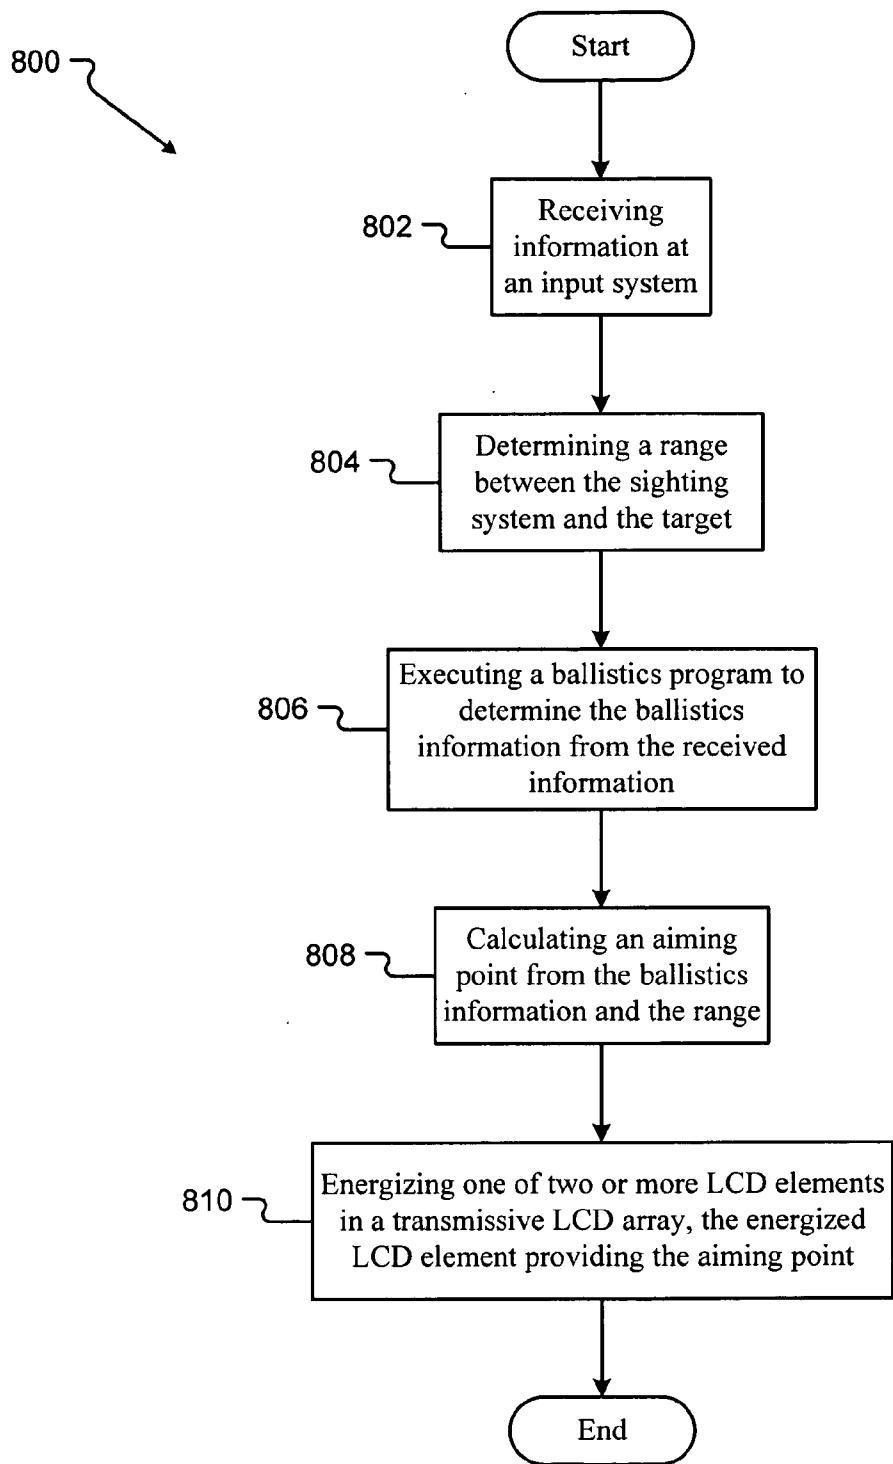 Start
800
802
Receiving
information at
an input system
804
Determining a range
between the sighting
system and the target
806
Executing a ballistics program to
determine the ballistics
information from the received
information
808
Calculating an aiming
point from the ballistics
information and the range
810
Energizing one of two or more LCD elements
in a transmissive LCD array, the energized
LCD element providing the aiming point
End